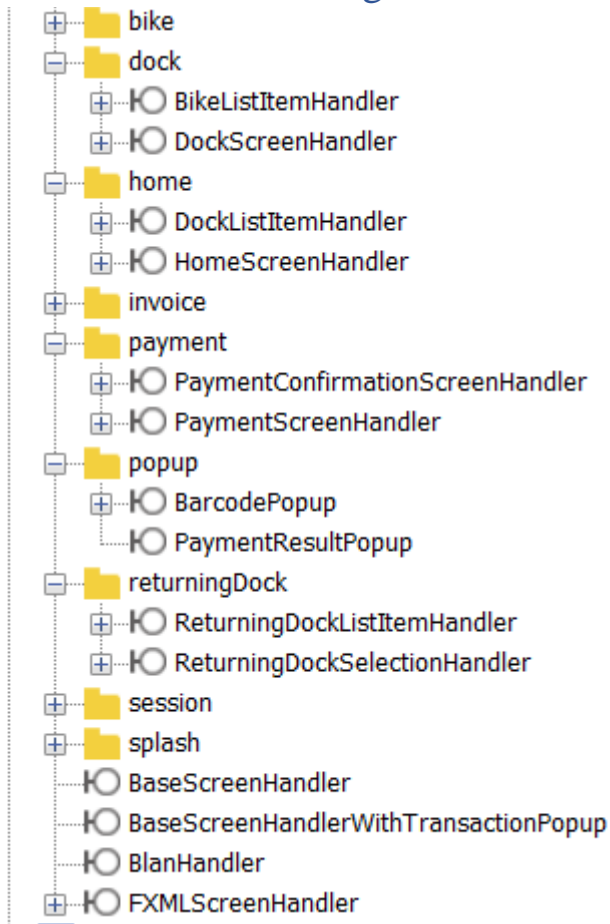 bike
dock
BikeListItemHandler
DockScreenHandler
home
DockListItemHandler
HomeScreenHandler
invoice
payment
PaymentConfirmationScreenHandler
PaymentScreenHandler
popup
BarcodePopup
PaymentResultPopup
returningDock
ReturningDockListItemHandler
ReturningDockSelectionHandler
session
splash
BaseScreenHandler
BaseScreenHandlerWithTransactionPopup
BlanHandler
FXMLScreenHandler